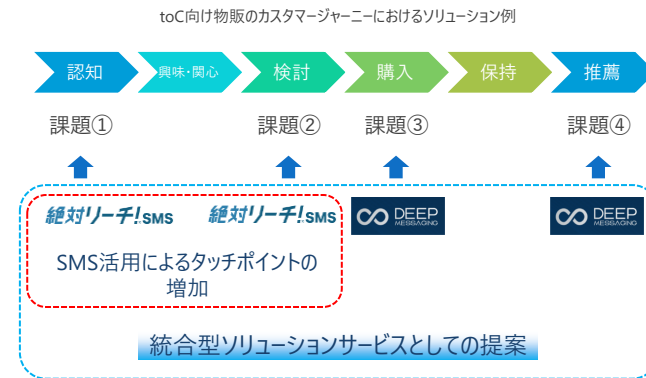 toC向け物販のカスタマージャーニーにおけるソリューション例
認知 興味・関心 検討 購入 保持 推薦
課題① 課題② 課題③ 課題④
絶対リーチ!SMS 絶対リーチ!SMS DEEP MESSAGING DEEP MESSAGING
SMS活用によるタッチポイントの
増加
統合型ソリューションサービスとしての提案